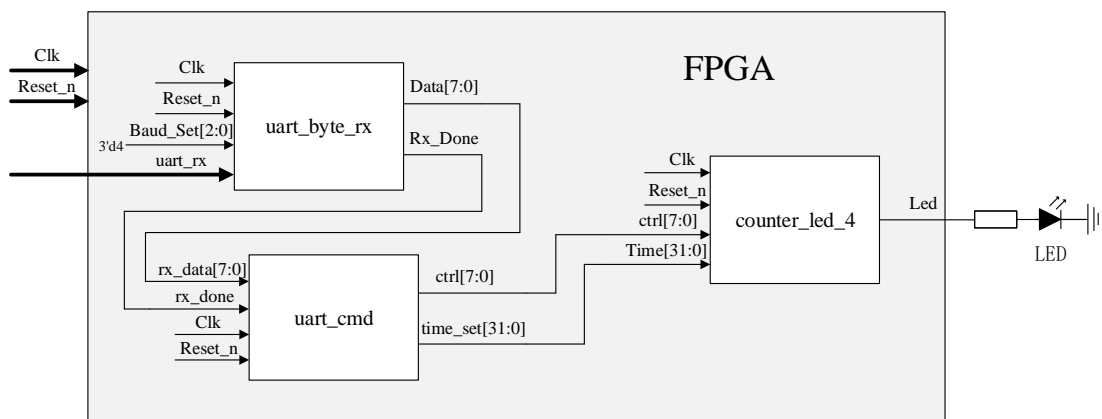 FPGA
Clk
Reset_n
Clk
Reset_n
Baud_Set[2:0]
3'd4
uart_rx
uart_byte_rx
Data[7:0]
Rx_Done
rx_data[7:0]
rx_done
Clk
Reset_n
uart_cmd
ctrl[7:0]
time_set[31:0]
Clk
Reset_n
ctrl[7:0]
Time[31:0]
counter_led_4
Led
LED